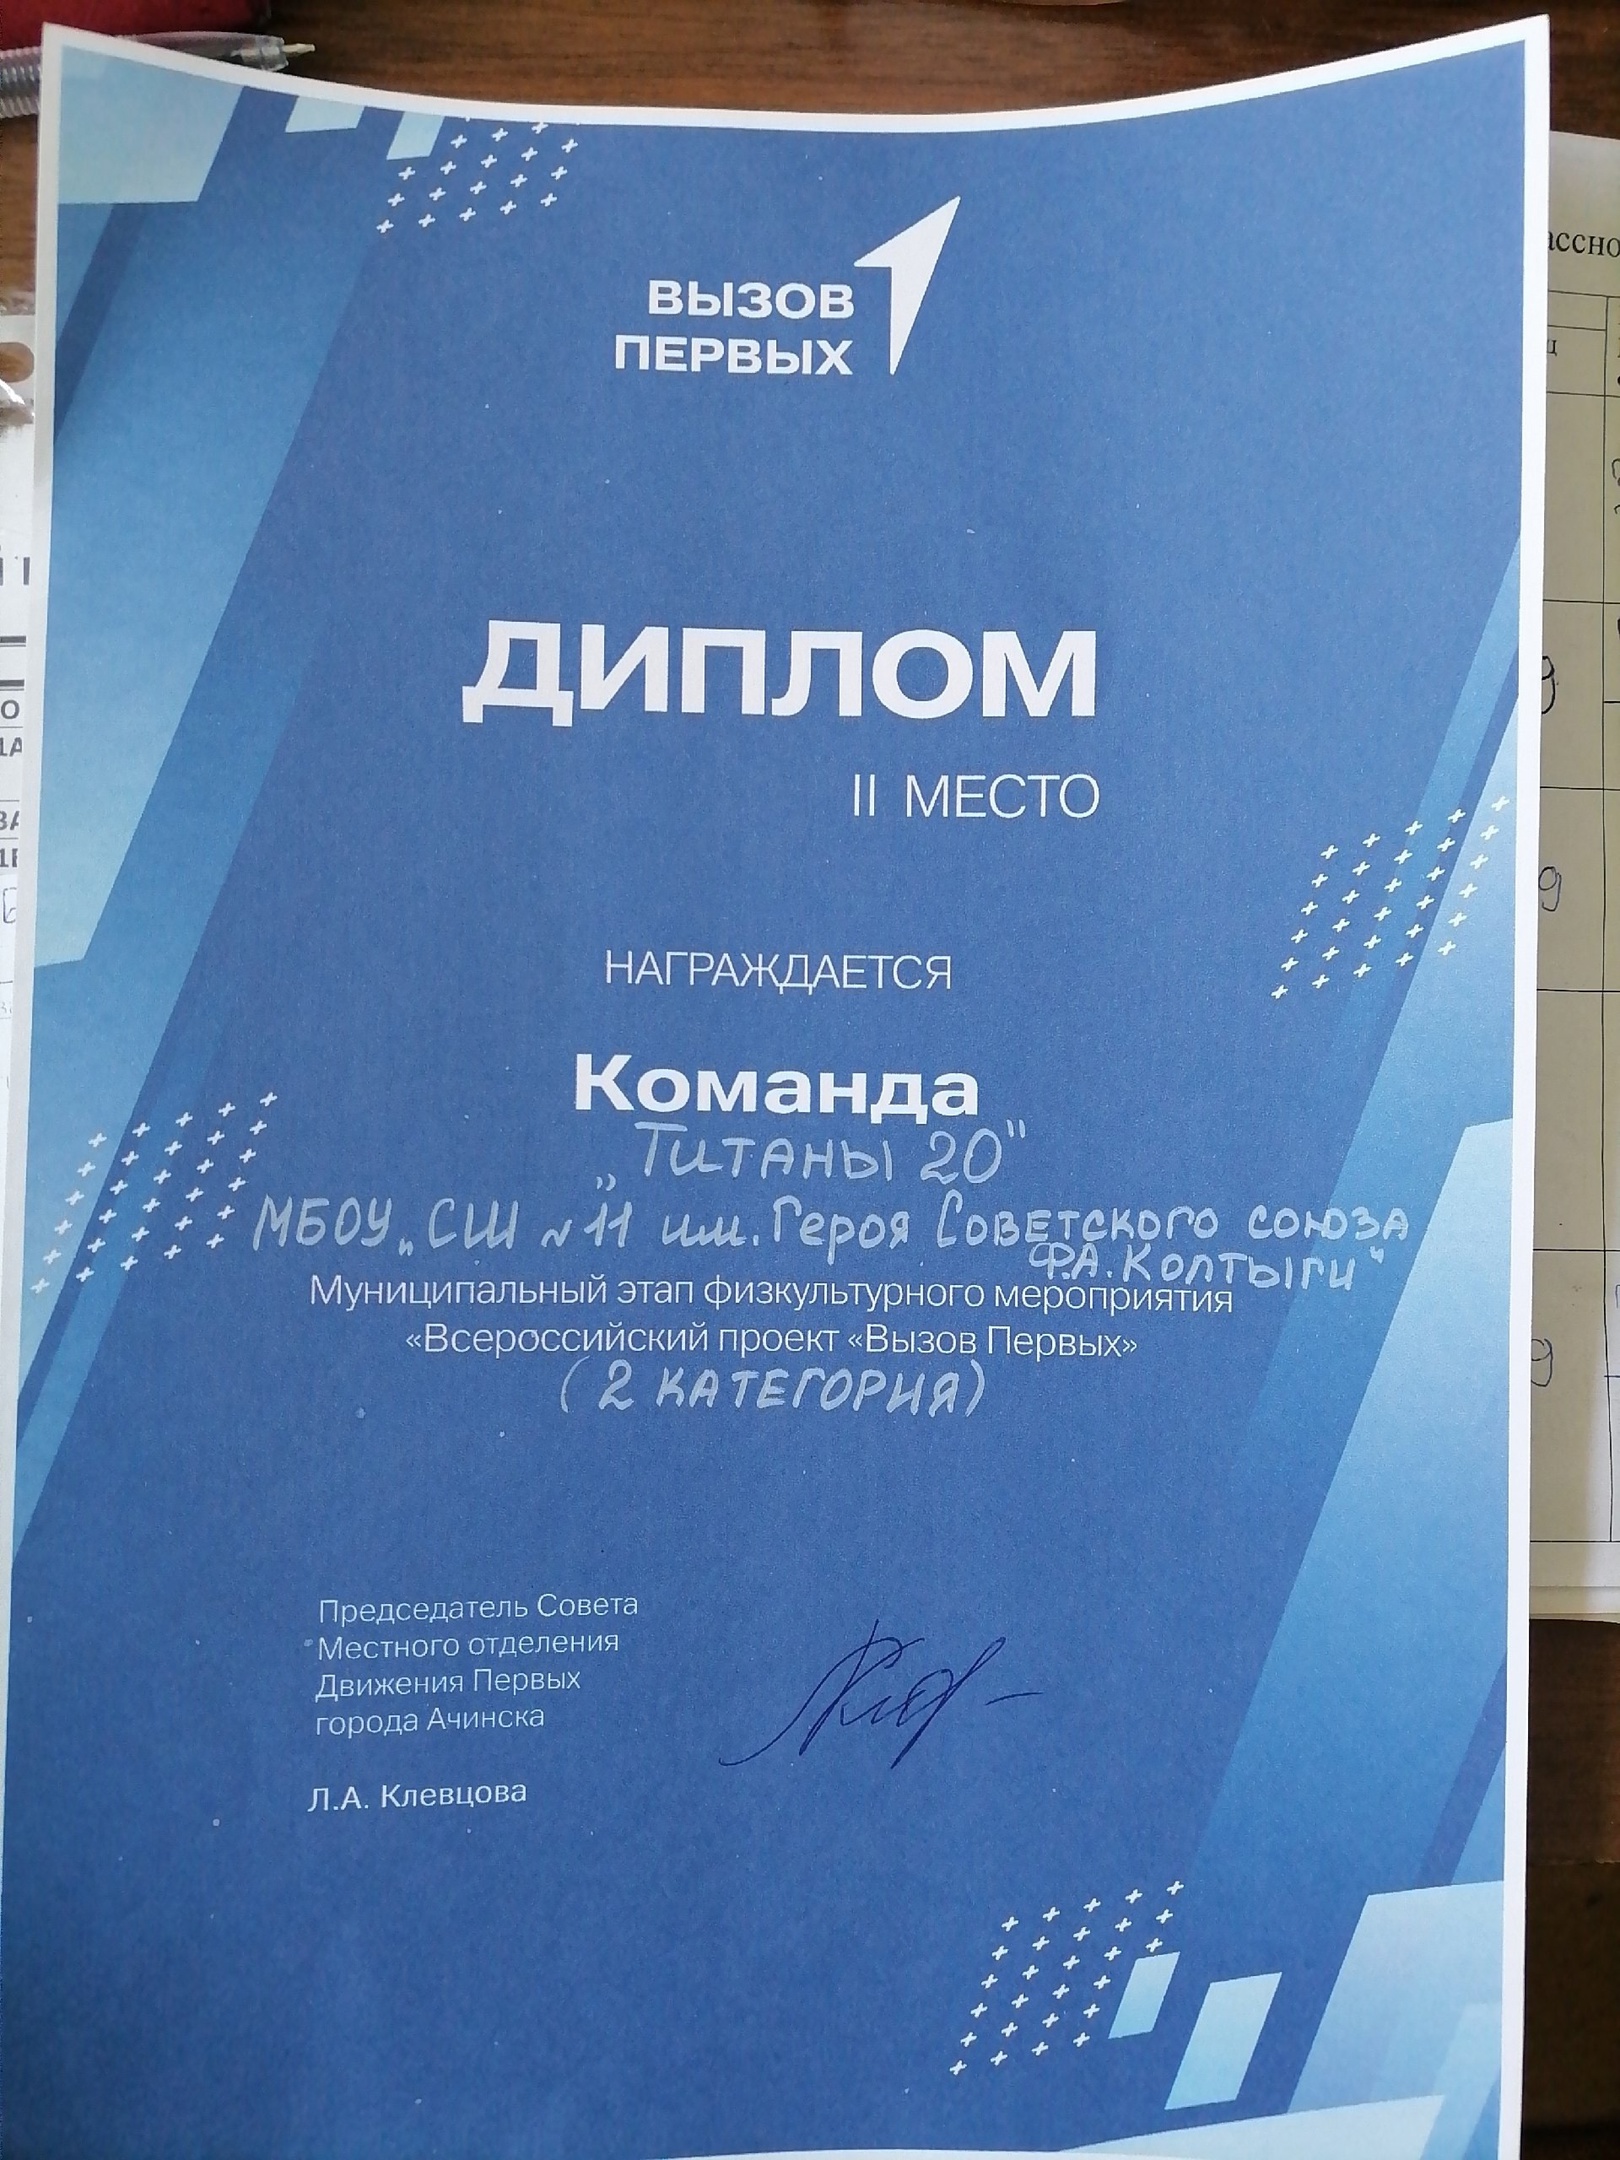 ВЫЗОВ
ПЕРВЫХ
ДИПЛОМ
II МЕСТО
НАГРАЖДАЕТСЯ
Команда
„Титаны 20"
МБОУ „СШ №11 им. Героя Советского союза
Ф.А. Колтыги"
Муниципальный этап физкультурного мероприятия
«Всероссийский проект «Вызов Первых»
(2 категория)
Председатель Совета
Местного отделения
Движения Первых
города Ачинска
Л.А. Клевцова